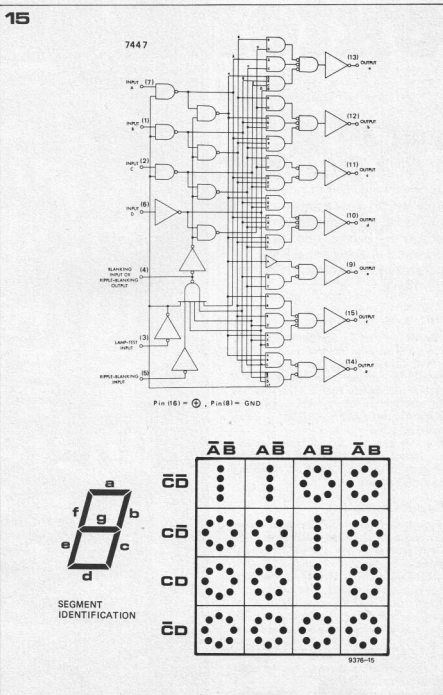 15
7447
INPUT A (7)
INPUT B (1)
INPUT C (2)
INPUT D (6)
BLANKING INPUT OR RIPPLE-BLANKING OUTPUT (4)
LAMP-TEST INPUT (3)
RIPPLE-BLANKING INPUT (5)
(13) OUTPUT a
(12) OUTPUT b
(11) OUTPUT c
(10) OUTPUT d
(9) OUTPUT e
(15) OUTPUT f
(14) OUTPUT g
Pin (16) = ⊕ , Pin(8) = GND
A̅B̅ AB̅ AB A̅B
C̅D̅
CD̅
CD
C̅D
a
f g b
e c
d
SEGMENT
IDENTIFICATION
9376-15